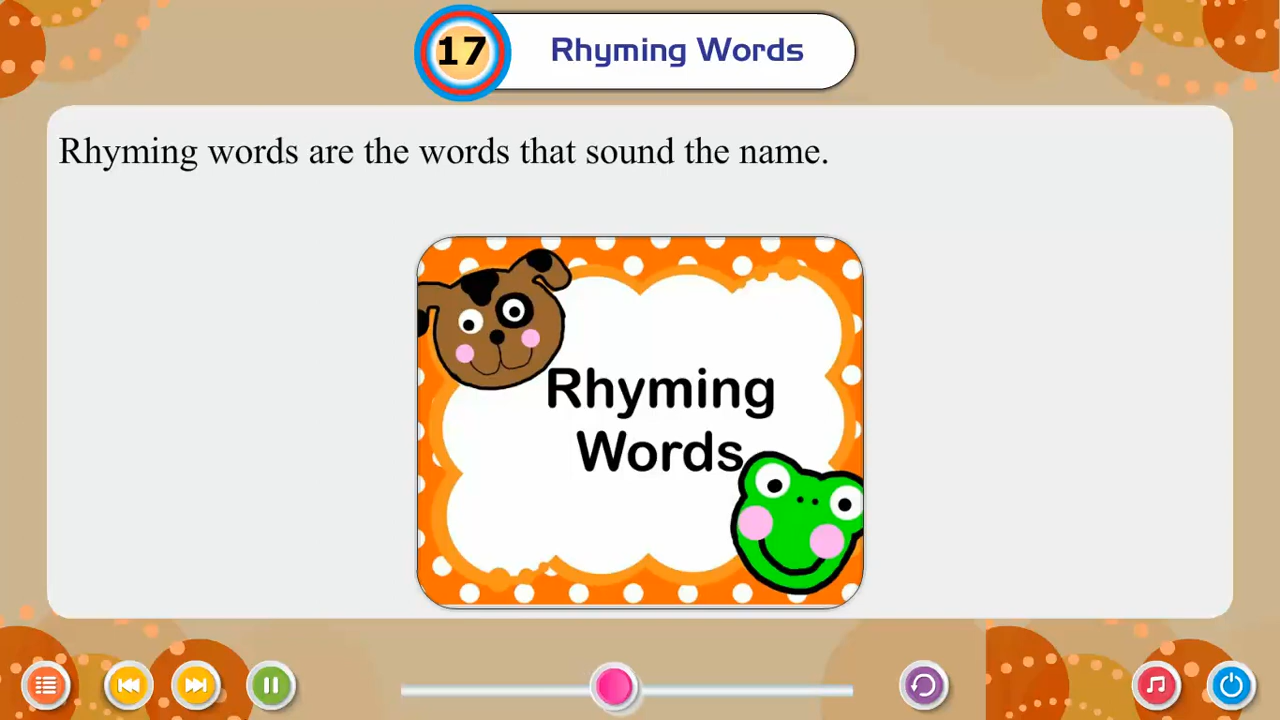 17
Rhyming Words
Rhyming words are the words that sound the name.
Rhyming
Words